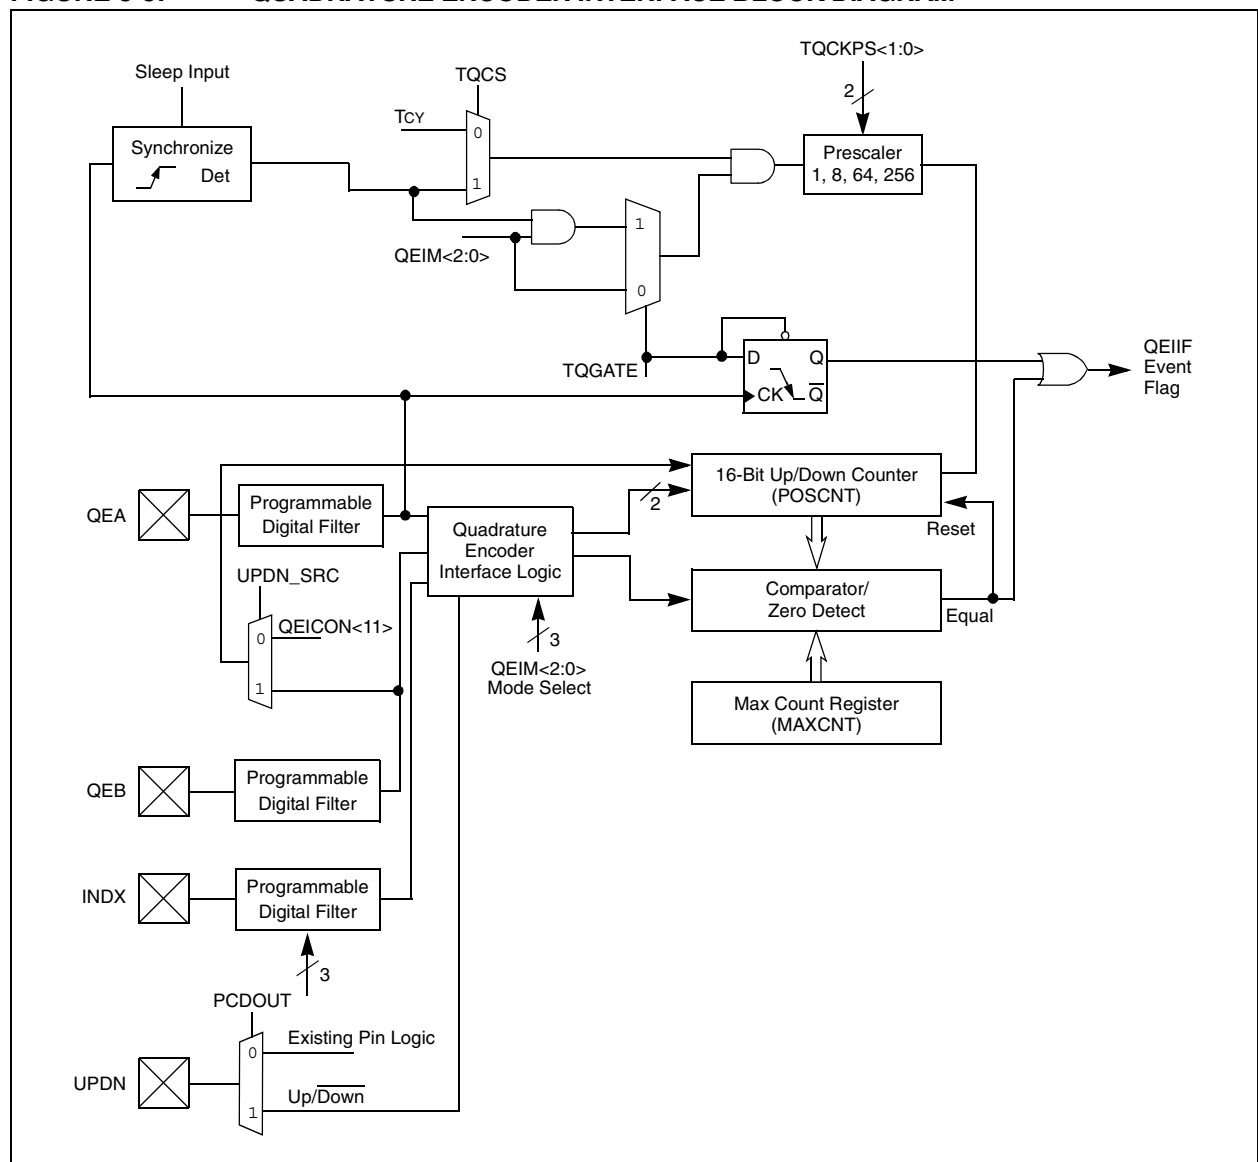 Sleep Input
TQCS
TQCKPS<1:0>
2
TCY
0
1
Synchronize
Det
Prescaler
1, 8, 64, 256
QEIM<2:0>
1
0
TQGATE
D
Q
CK
Q
QEIIF
Event
Flag
QEA
Programmable
Digital Filter
Quadrature
Encoder
Interface Logic
2
16-Bit Up/Down Counter
(POSCNT)
Reset
UPDN_SRC
0
QEICON<11>
1
3
QEIM<2:0>
Mode Select
Comparator/
Zero Detect
Equal
Max Count Register
(MAXCNT)
QEB
Programmable
Digital Filter
INDX
Programmable
Digital Filter
3
PCDOUT
0
Existing Pin Logic
UPDN
Up/Down
1